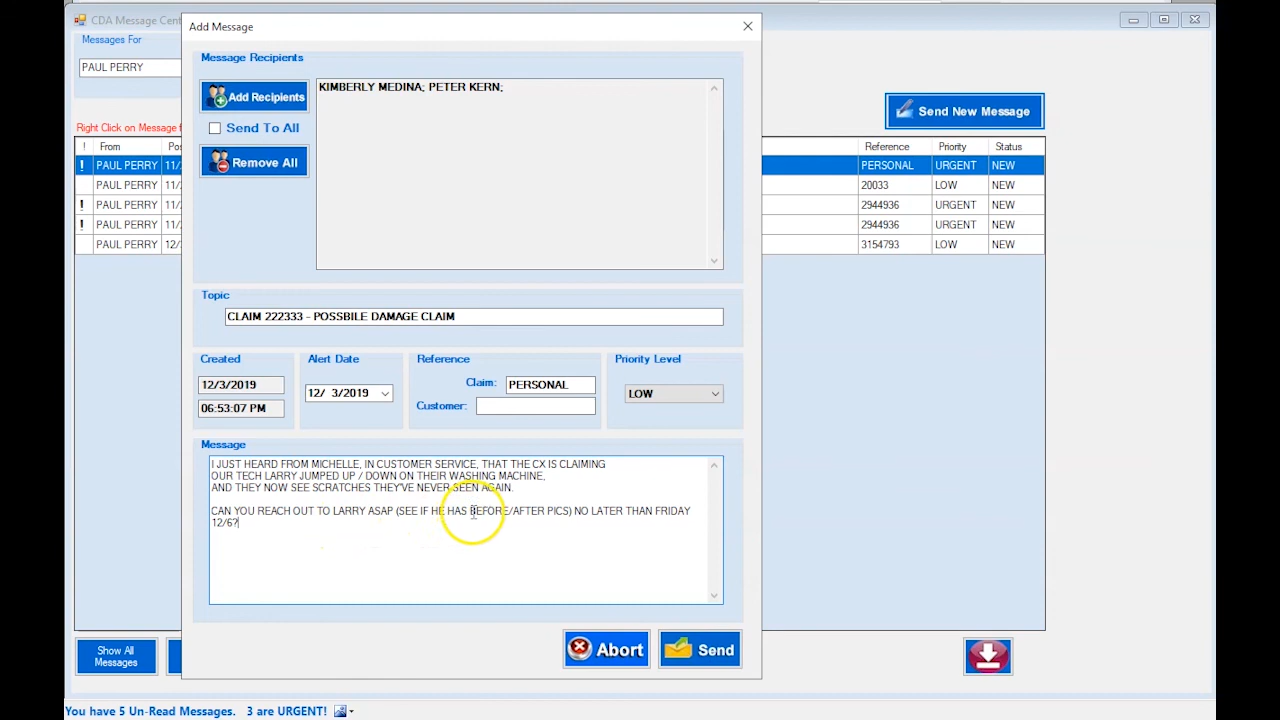 CDA Message Cent
Add Message
Messages For
PAUL PERRY
Message Recipients
Add Recipients
KIMBERLY MEDINA; PETER KERN;
Send To All
Remove All
Send New Message
Right Click on Message f
! From Pos Reference Priority Status
! PAUL PERRY 11/ PERSONAL URGENT NEW
PAUL PERRY 11/ 20033 LOW NEW
! PAUL PERRY 11/ 2944936 URGENT NEW
! PAUL PERRY 11/ 2944936 URGENT NEW
PAUL PERRY 12/ 3154793 LOW NEW
Topic
CLAIM 222333 - POSSBILE DAMAGE CLAIM
Created Alert Date Reference Priority Level
12/3/2019
06:53:07 PM
12/ 3/2019
Claim: PERSONAL
Customer:
LOW
Message
I JUST HEARD FROM MICHELLE, IN CUSTOMER SERVICE, THAT THE CX IS CLAIMING
OUR TECH LARRY JUMPED UP / DOWN ON THEIR WASHING MACHINE,
AND THEY NOW SEE SCRATCHES THEY'VE NEVER SEEN AGAIN.
CAN YOU REACH OUT TO LARRY ASAP (SEE IF HE HAS BEFORE/AFTER PICS) NO LATER THAN FRIDAY
12/6?
Abort
Send
Show All
Messages
You have 5 Un-Read Messages. 3 are URGENT!